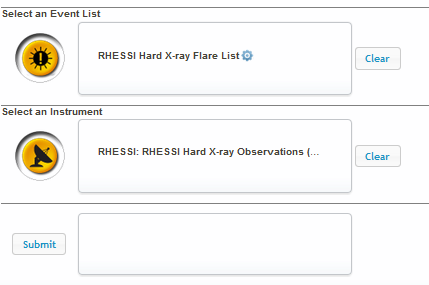 Select an Event List
RHESSI Hard X-ray Flare List
Clear
Select an Instrument
RHESSI: RHESSI Hard X-ray Observations (...
Clear
Submit